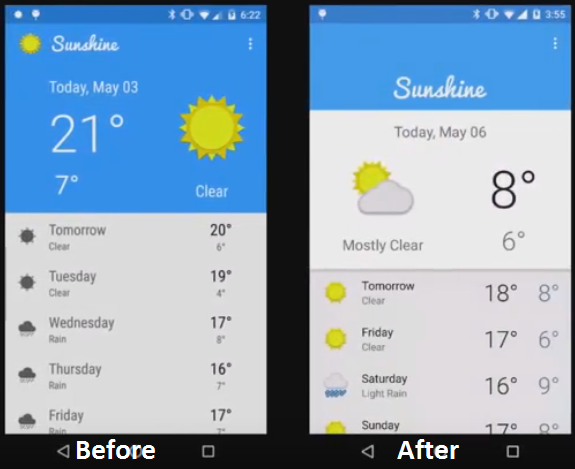 6:22
Sunshine
Today, May 03
21°
7°
Clear
Tomorrow 20°
Clear 6°
Tuesday 19°
Clear 4°
Wednesday 17°
Rain 8°
Thursday 16°
Rain 7°
Friday 17°
Rain 7°
Before
3:55
Sunshine
Today, May 06
8°
Mostly Clear 6°
Tomorrow 18° 8°
Clear
Friday 17° 6°
Clear
Saturday 16° 9°
Light Rain
Sunday 17° 8°
After